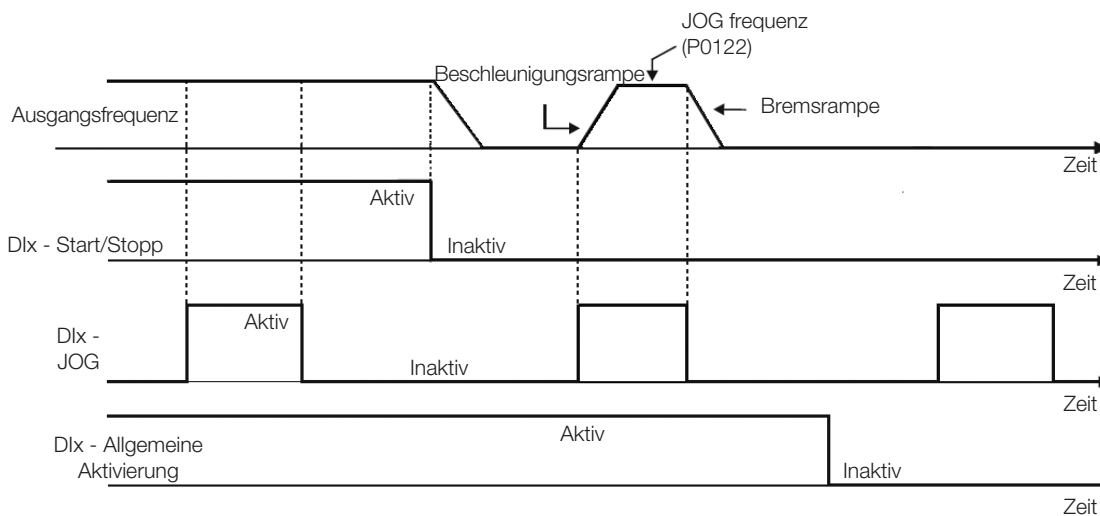 JOG frequenz
(P0122)
Beschleunigungsrampe
Ausgangsfrequenz
Bremsrampe
Zeit
Aktiv
DIx - Start/Stopp
Inaktiv
Zeit
Aktiv
DIx -
JOG
Inaktiv
Zeit
Aktiv
DIx - Allgemeine
Aktivierung
Inaktiv
Zeit